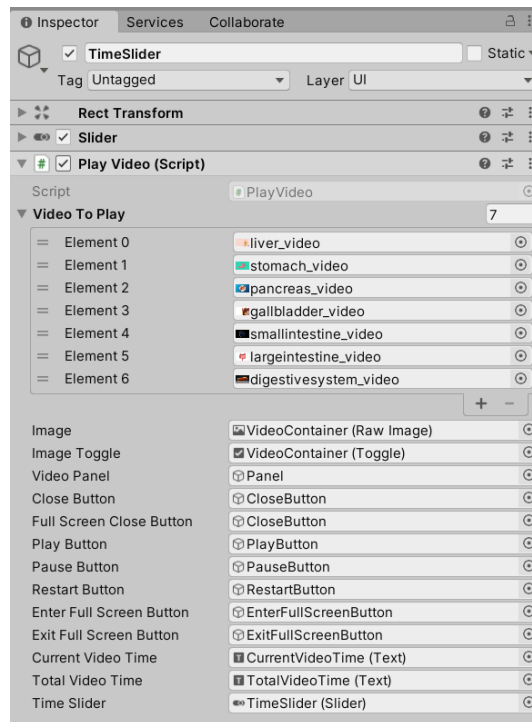 Inspector Services Collaborate
TimeSlider Static
Tag Untagged Layer UI
Rect Transform
Slider
# Play Video (Script)
Script # PlayVideo
Video To Play 7
Element 0 liver_video
Element 1 stomach_video
Element 2 pancreas_video
Element 3 gallbladder_video
Element 4 smallintestine_video
Element 5 largeintestine_video
Element 6 digestivesystem_video
+ −
Image VideoContainer (Raw Image)
Image Toggle VideoContainer (Toggle)
Video Panel Panel
Close Button CloseButton
Full Screen Close Button CloseButton
Play Button PlayButton
Pause Button PauseButton
Restart Button RestartButton
Enter Full Screen Button EnterFullScreenButton
Exit Full Screen Button ExitFullScreenButton
Current Video Time CurrentVideoTime (Text)
Total Video Time TotalVideoTime (Text)
Time Slider TimeSlider (Slider)